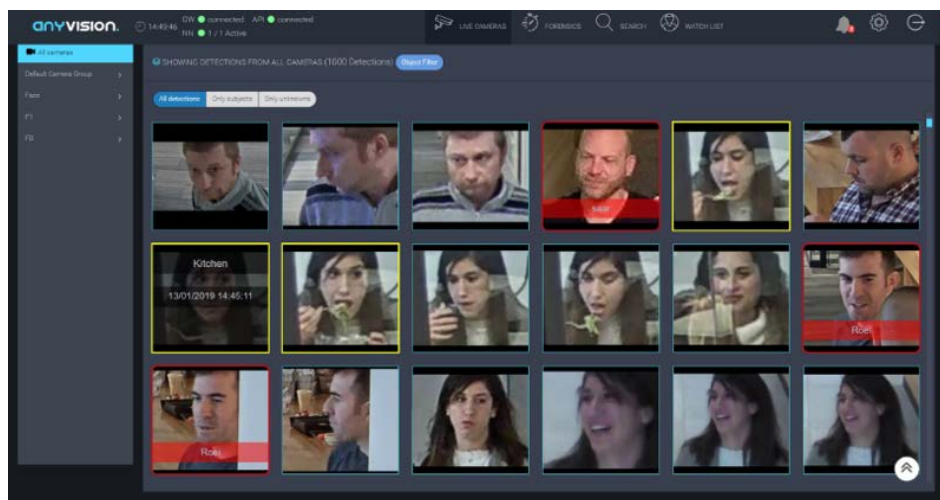 anyvision.
14:49:46
GW connected API connected
NN 1 / 1 Active
LIVE CAMERAS
FORENSICS
SEARCH
WATCH LIST
All cameras
Default Camera Group
Face
F1
FB
SHOWING DETECTIONS FROM ALL CAMERAS (1000 Detections) Object Filter
All detections Only subjects Only unknowns
Kitchen
13/01/2019 14:45:11
Roei
Roei